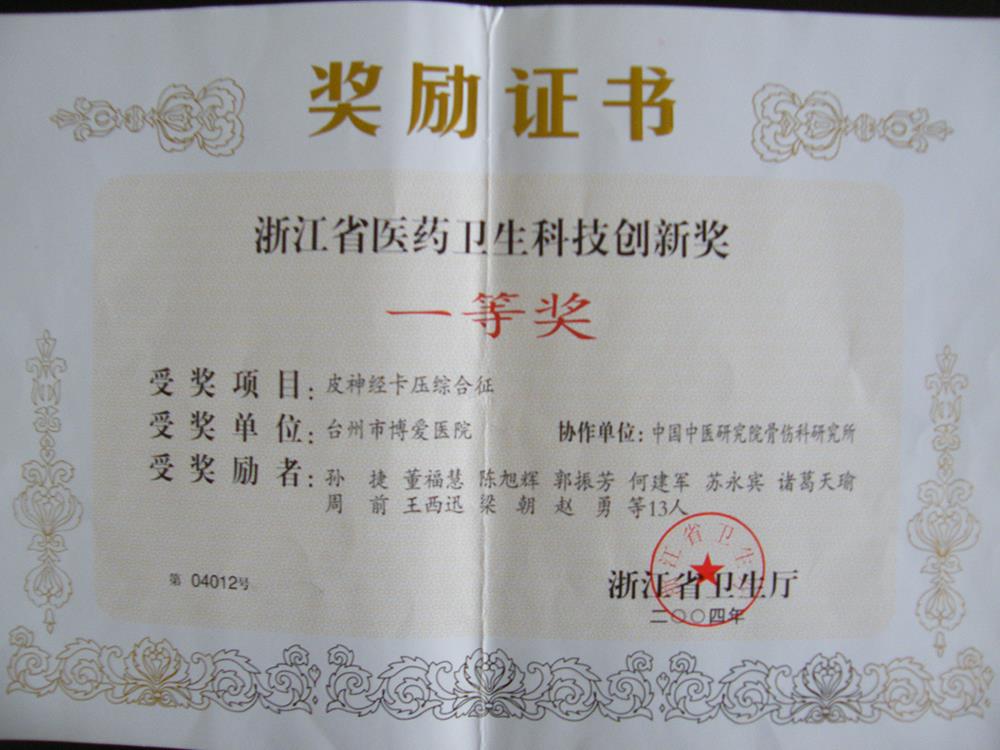 奖励证书
浙江省医药卫生科技创新奖
一等奖
受奖项目：皮神经卡压综合征
受奖单位：台州市博爱医院 协作单位：中国中医研究院骨伤科研究所
受奖励者：孙捷 董福慧 陈旭辉 郭振芳 何建军 苏永宾 诸葛天瑜
周前 王西迅 梁朝 赵勇 等13人
第 04012号
浙江省卫生厅
二〇〇四年
江省卫生